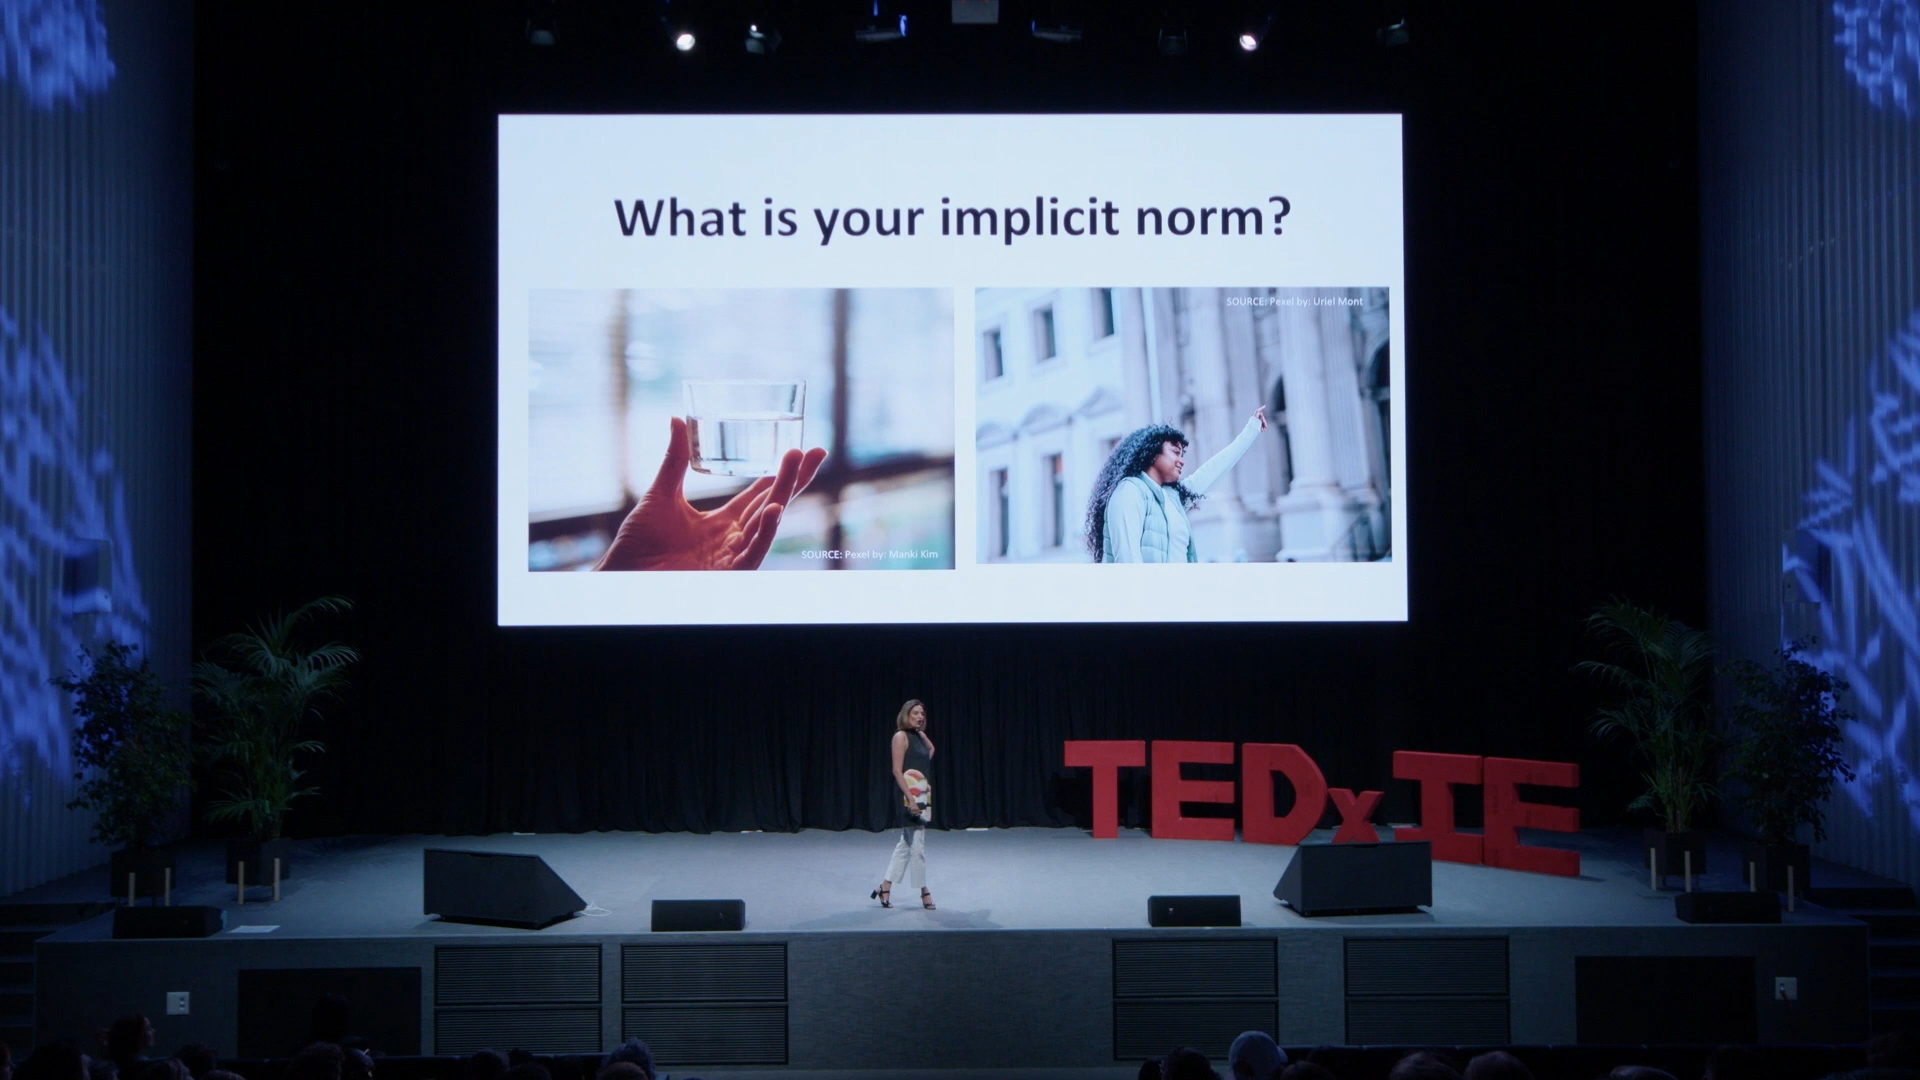 What is your implicit norm?
SOURCE: Pexel by: Uriel Mont
SOURCE: Pexel by: Manki Kim
TEDxIE